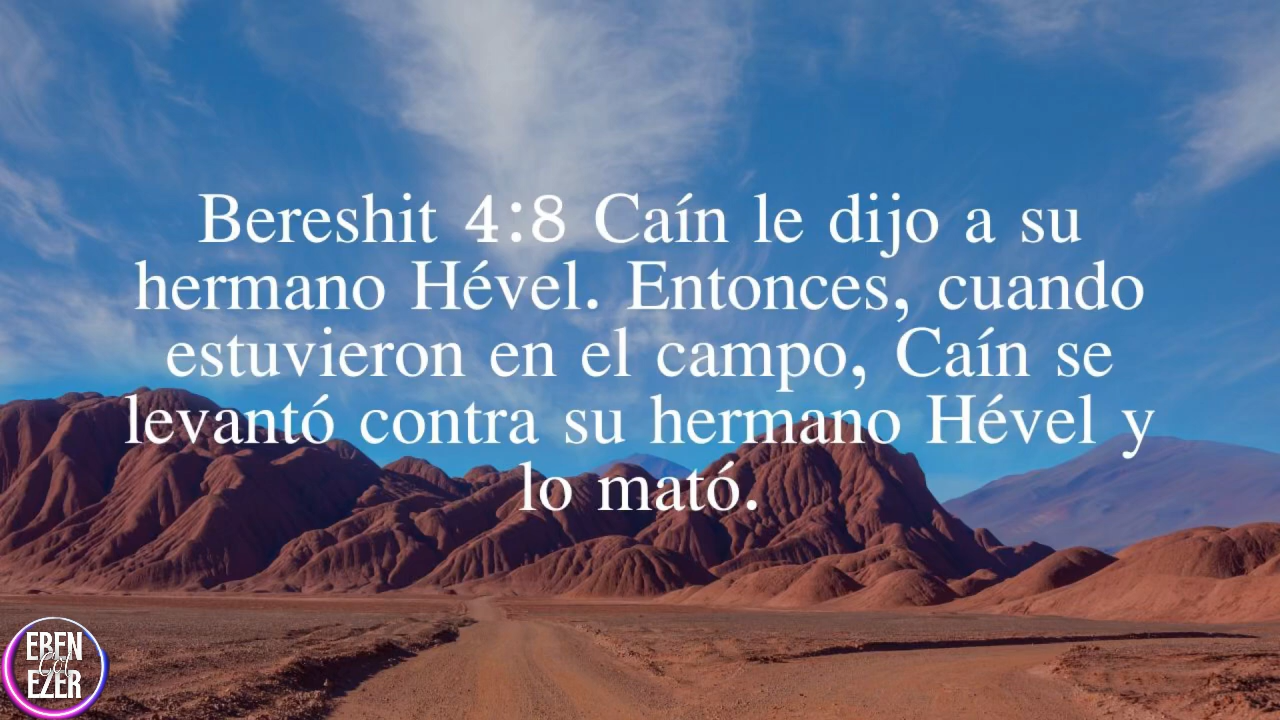 Bereshit 4:8 Caín le dijo a su
hermano Hével. Entonces, cuando
estuvieron en el campo, Caín se
levantó contra su hermano Hével y
lo mató.
EBEN
EZER